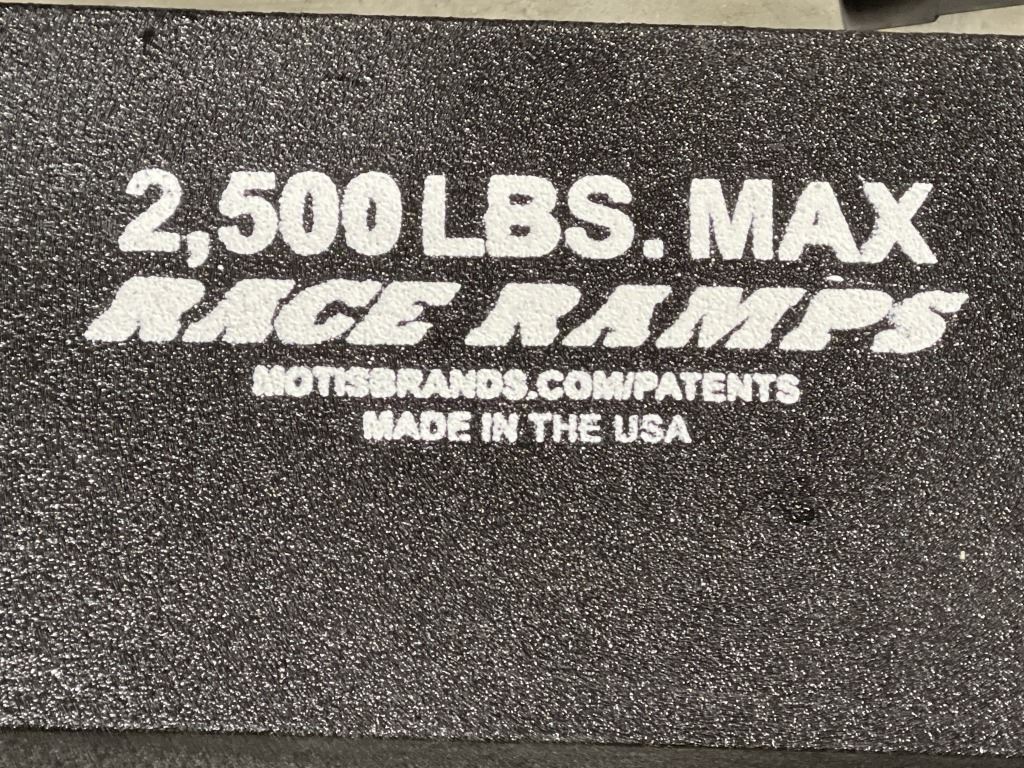 2,500 LBS. MAX
RACE RAMPS
MOTISBRANDS.COM/PATENTS
MADE IN THE USA